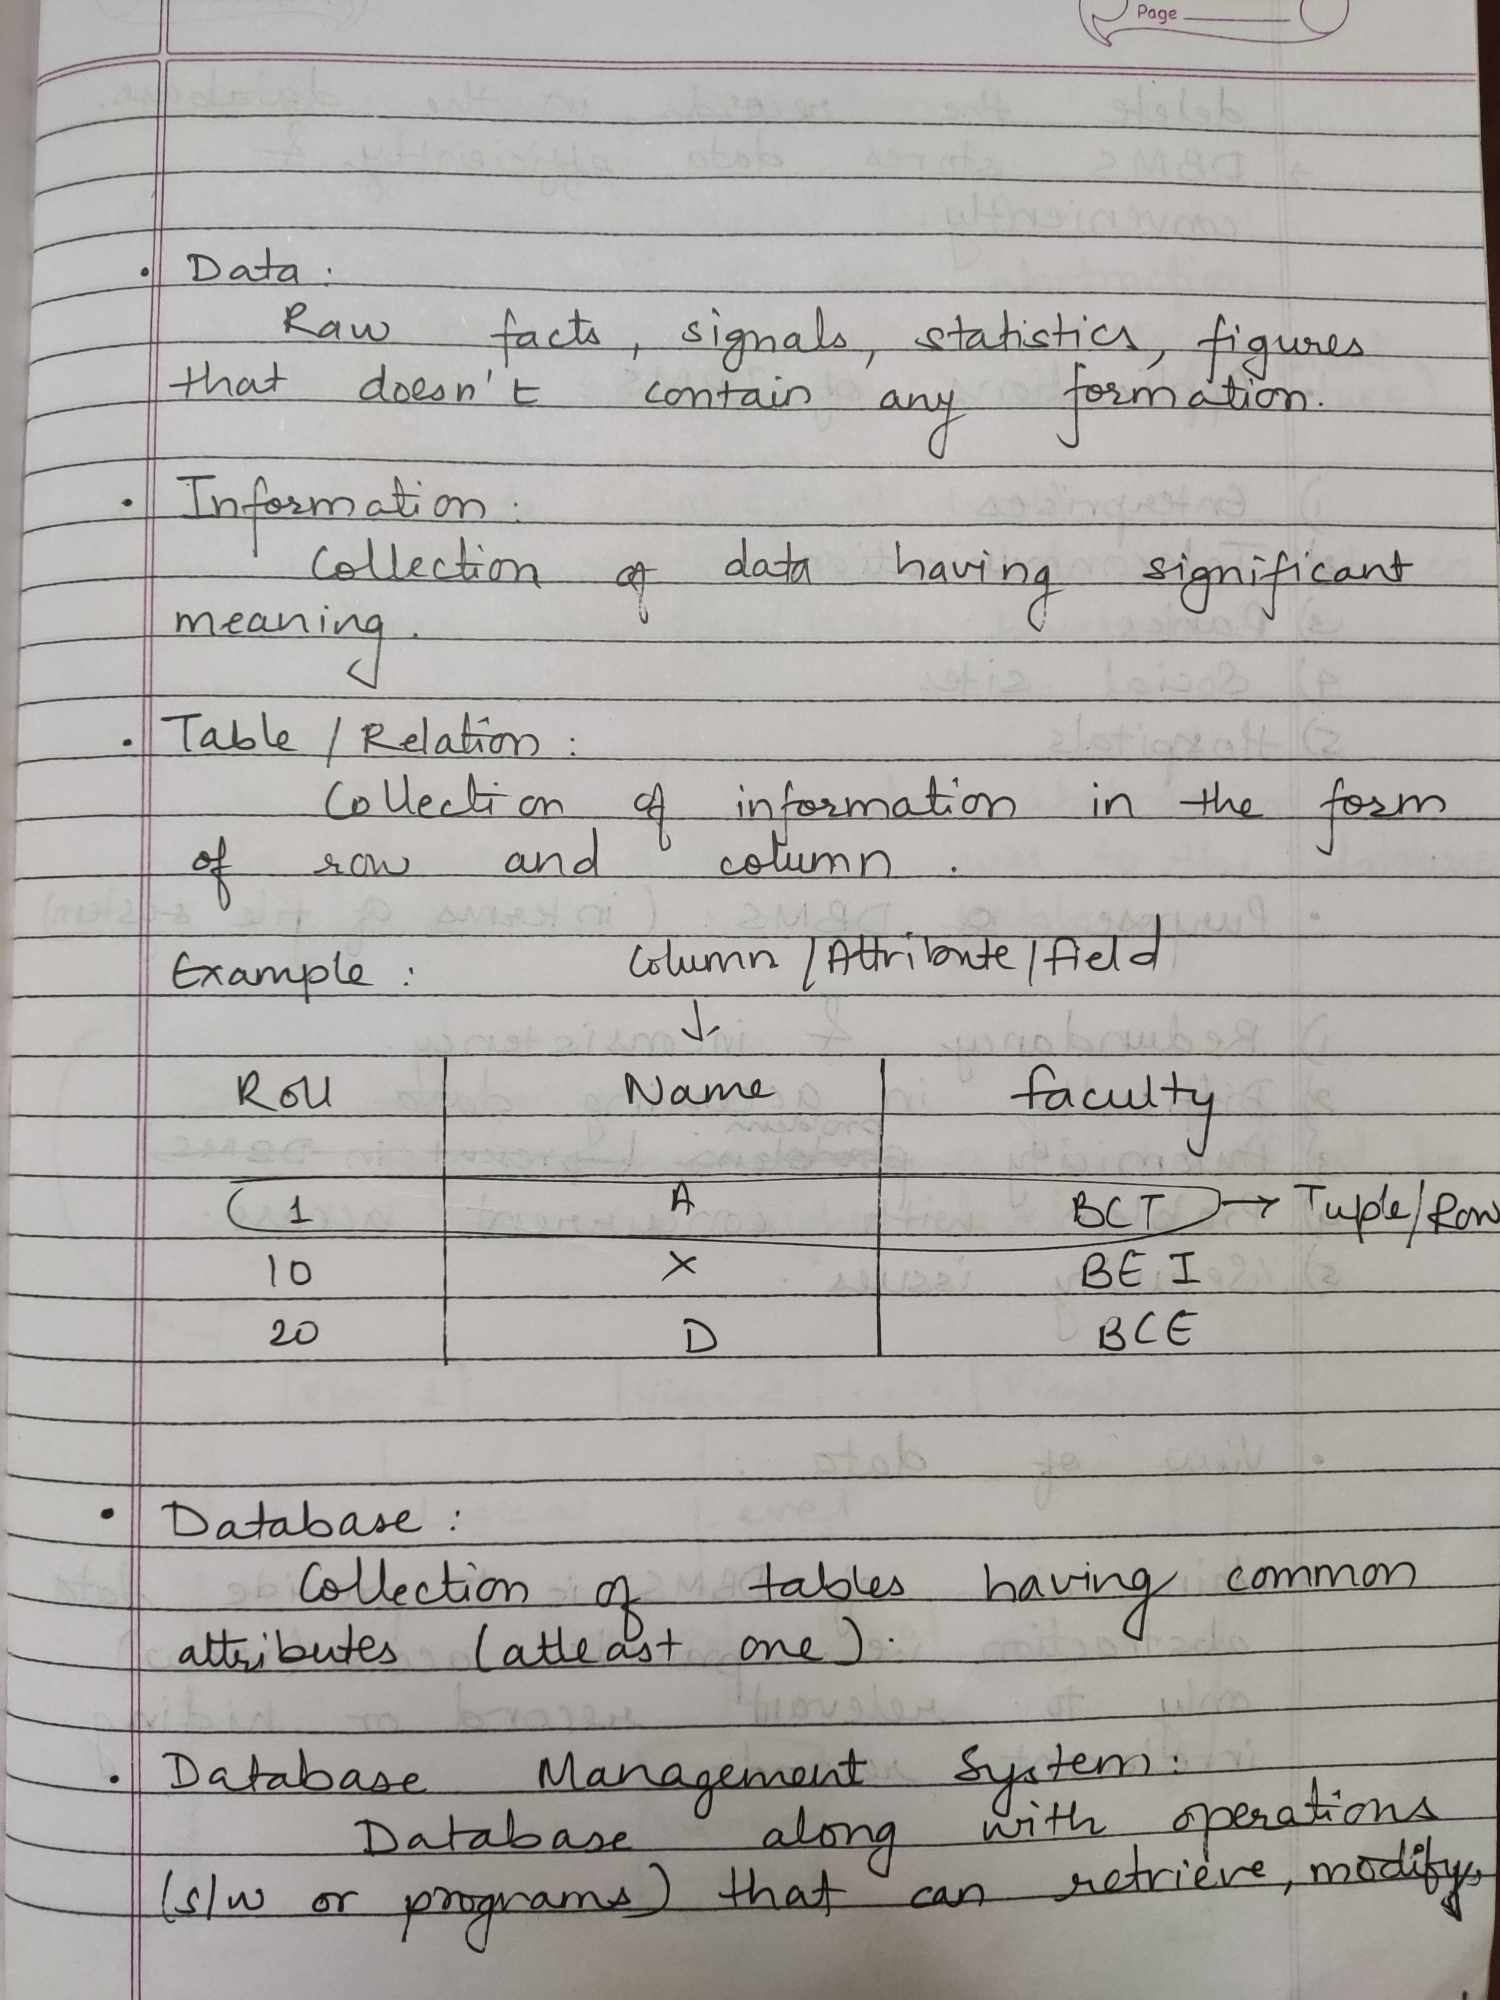 Page
• Data :
Raw facts, signals, statistics, figures
that doesn't contain any formation.
• Information :
Collection of data having significant
meaning.
• Table / Relation :
Collection of information in the form
of row and column .
Example : Column / Attribute / field
↓
Roll Name faculty
1 A BCT → Tuple/Row
10 X BEI
20 D BCE
• Database :
Collection of tables having common
attributes (atleast one).
• Database Management System :
Database along with operations
(s/w or programs) that can retrieve, modify,